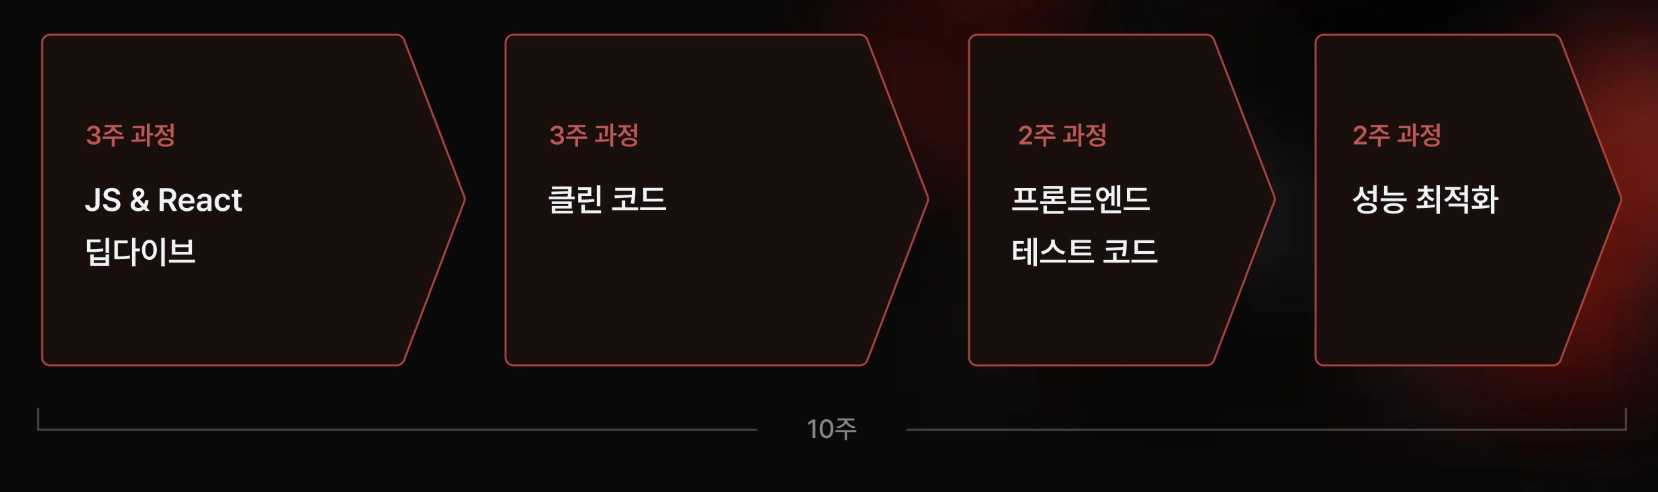 3주 과정
JS & React
딥다이브
3주 과정
클린 코드
2주 과정
프론트엔드
테스트 코드
2주 과정
성능 최적화
10주